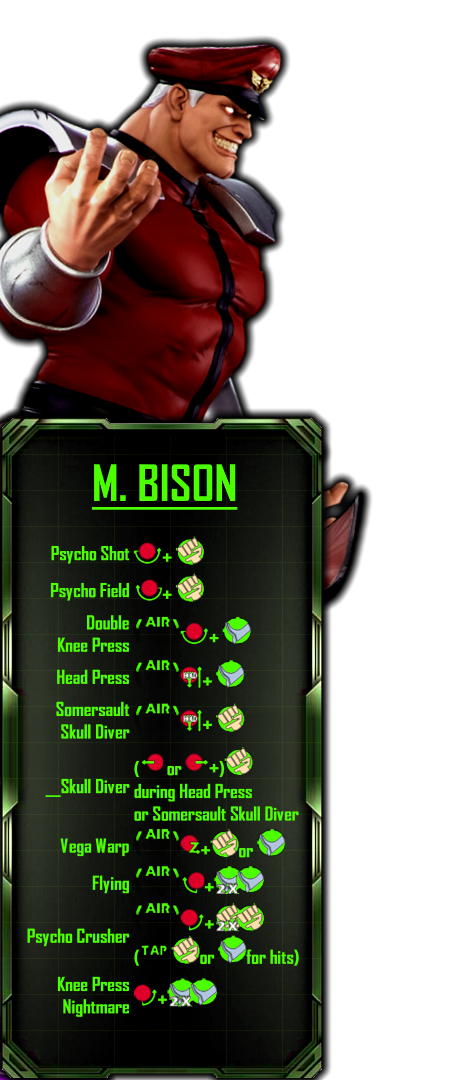 M. BISON
Psycho Shot +
Psycho Field +
Double Knee Press AIR +
Head Press AIR HOLD +
Somersault Skull Diver AIR HOLD +
__Skull Diver ( or +)
during Head Press
or Somersault Skull Diver
Vega Warp AIR Z + or
Flying AIR + 2X
Psycho Crusher AIR + 2X
(TAP or for hits)
Knee Press Nightmare + 2X